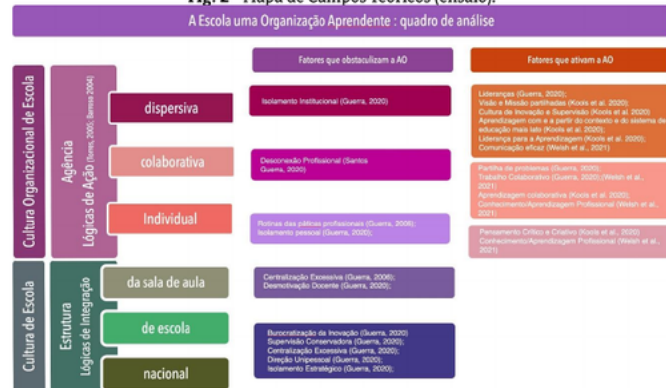 Fig. 2 - Mapa de Campos Teóricos (ensaio).
A Escola uma Organização Aprendente : quadro de análise
Fatores que obstaculizam a AO
Fatores que ativam a AO
Cultura Organizacional de Escola
Agência
Lógicas de Ação (Torres, 2005; Barroso 2004)
dispersiva
Isolamento Institucional (Guerra, 2020)
Lideranças (Guerra, 2020);
Visão e Missão partilhadas (Kools et al. 2020)
Cultura de Inovação e Supervisão (Kools et al. 2020)
Aprendizagem com e a partir do contexto e do sistema de
educação mais lato (Kools et al. 2020);
Liderança para a Aprendizagem (Kools et al. 2020);
Comunicação eficaz (Welsh et al., 2021)
colaborativa
Desconexão Profissional (Santos
Guerra, 2020)
Partilha de problemas (Guerra, 2020);
Trabalho Colaborativo (Guerra, 2020);(Welsh et al.,
2021)
Aprendizagem colaborativa (Kools et al. 2020);
Conhecimento/Aprendizagem Profissional (Welsh et
al., 2021)
Individual
Rotinas das práticas profissionais (Guerra, 2006);
Isolamento pessoal (Guerra, 2020);
Pensamento Crítico e Criativo (Kools et al. 2020)
Conhecimento/Aprendizagem Profissional (Welsh et al.,
2021)
Cultura de Escola
Estrutura
Lógicas de Integração
da sala de aula
Centralização Excessiva (Guerra, 2006);
Desmotivação Docente (Guerra, 2020);
de escola
nacional
Burocratização da Inovação (Guerra, 2020)
Supervisão Conservadora (Guerra, 2020);
Centralização Excessiva (Guerra, 2020);
Direção Unipessoal (Guerra, 2020);
Isolamento Estratégico (Guerra, 2020);